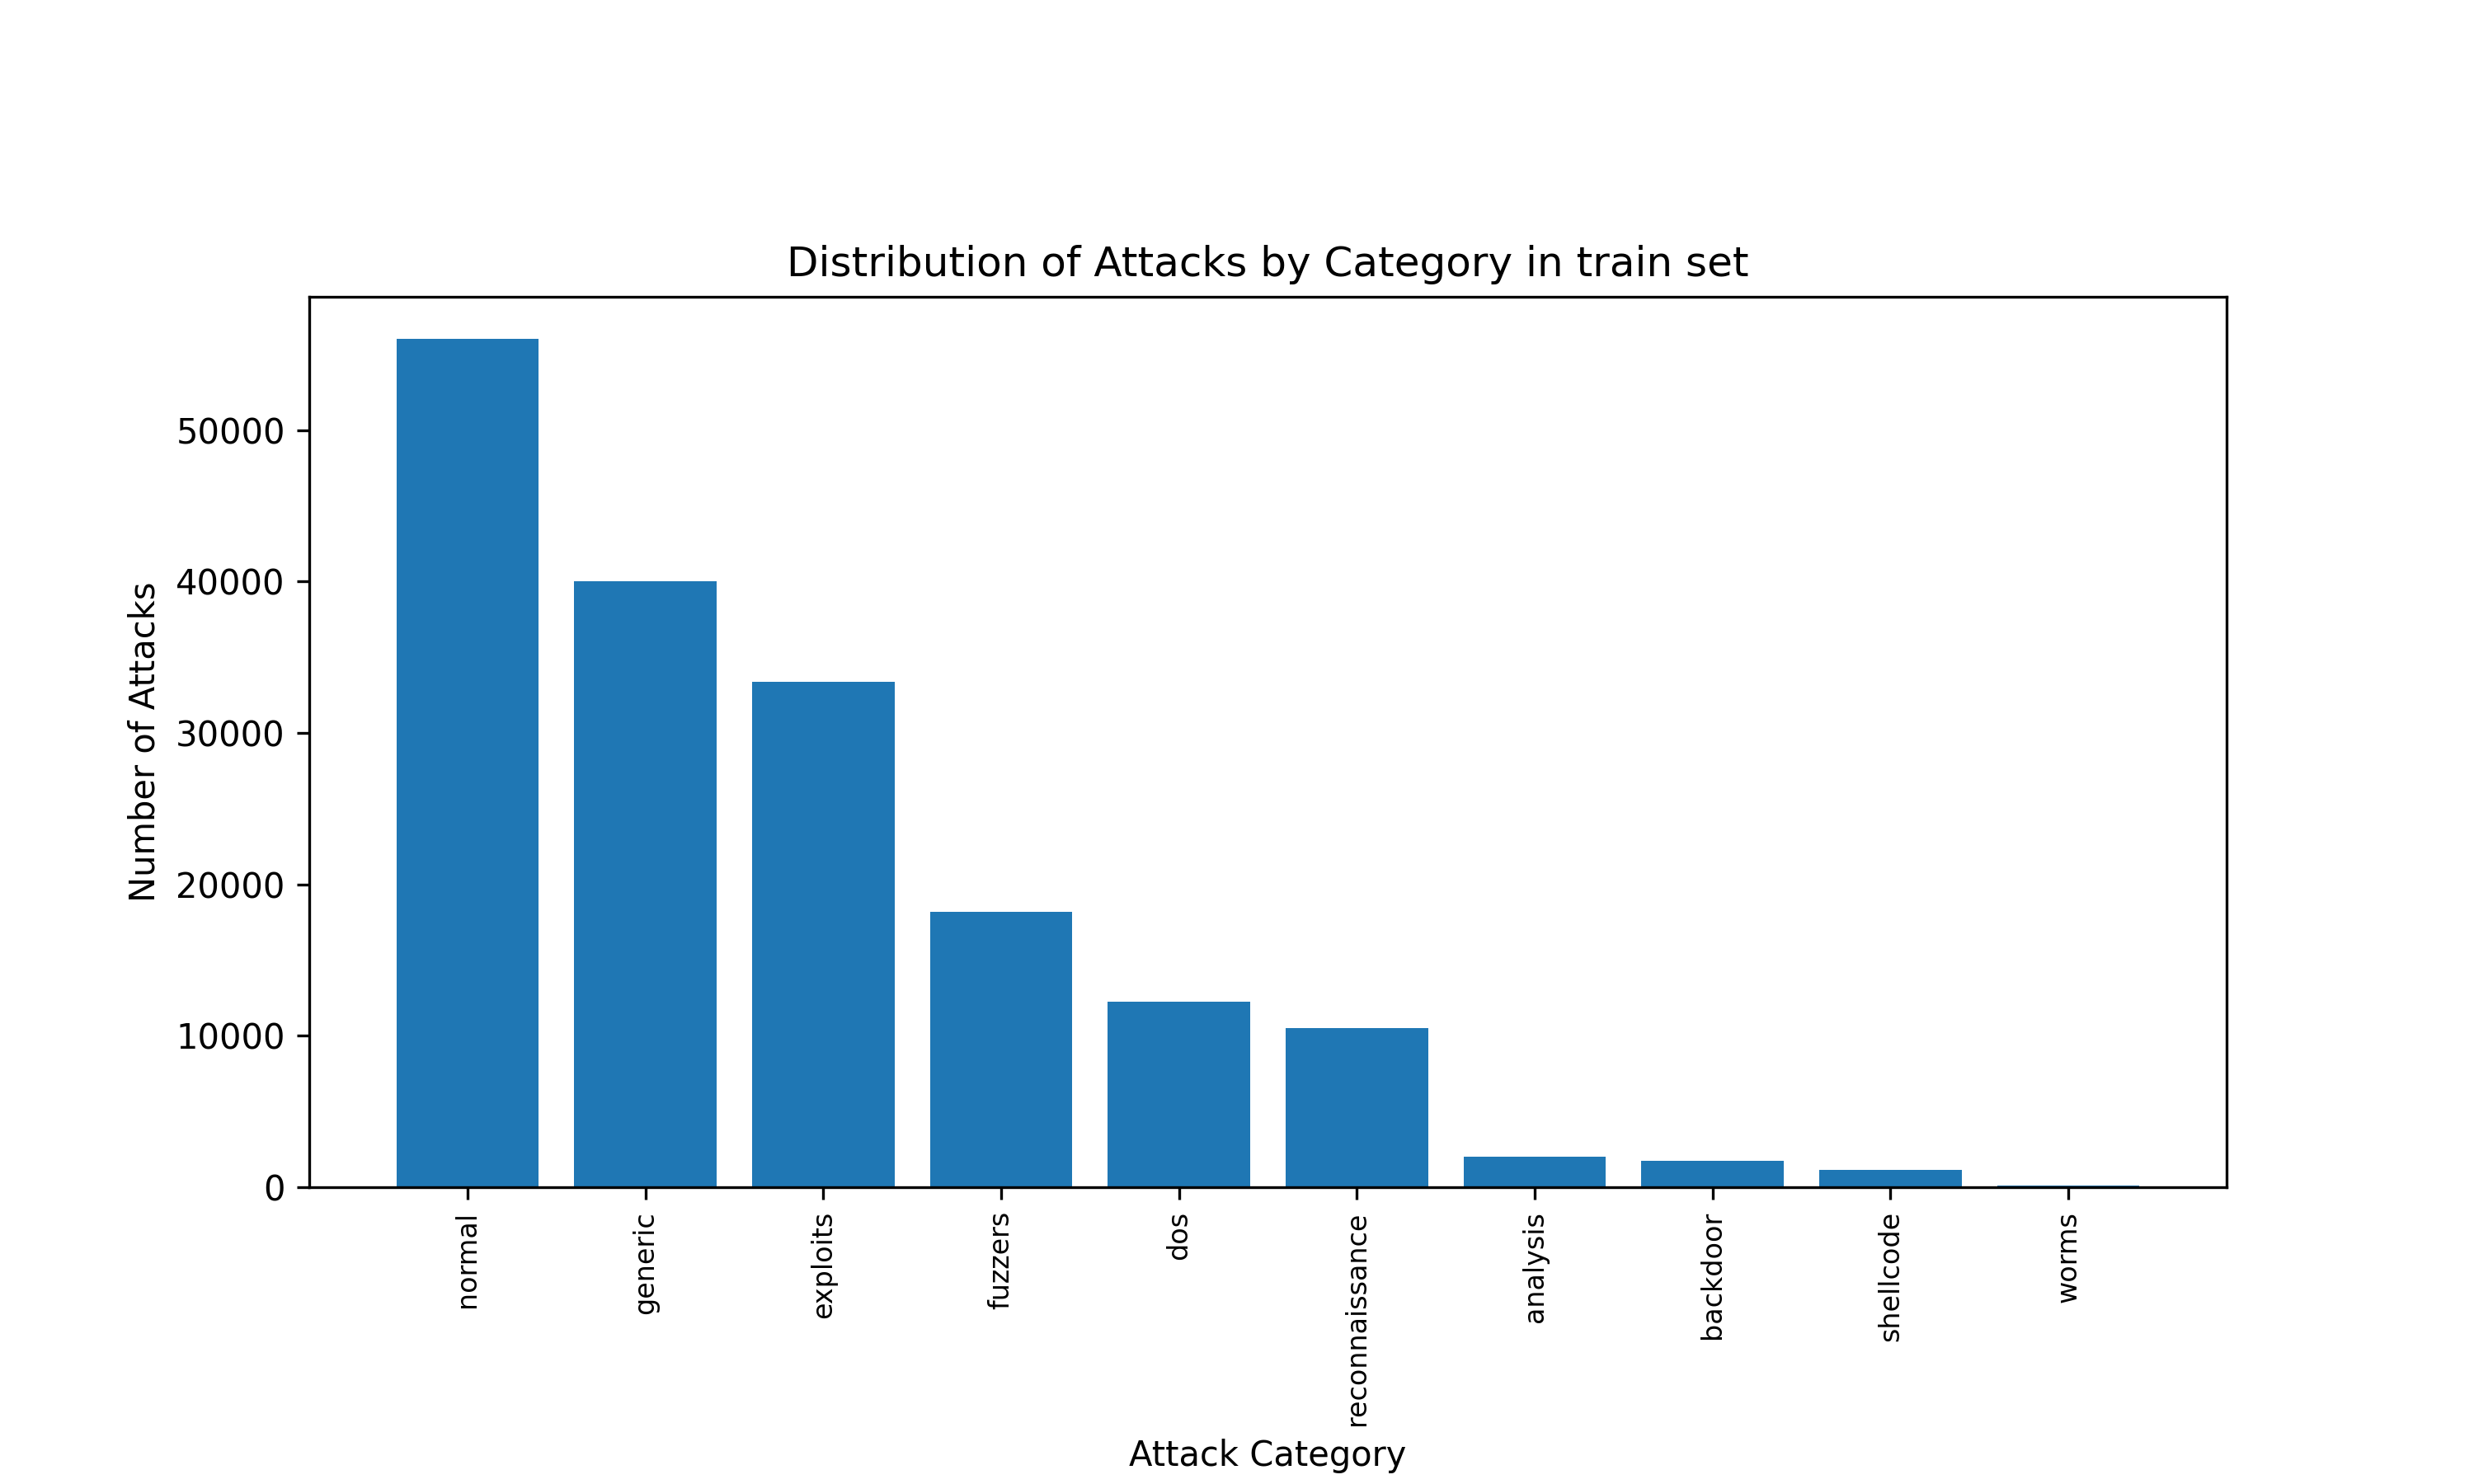 Distribution of Attacks by Category in train set
Number of Attacks
50000
40000
30000
20000
10000
0
normal
generic
exploits
fuzzers
dos
reconnaissance
analysis
backdoor
shellcode
worms
Attack Category